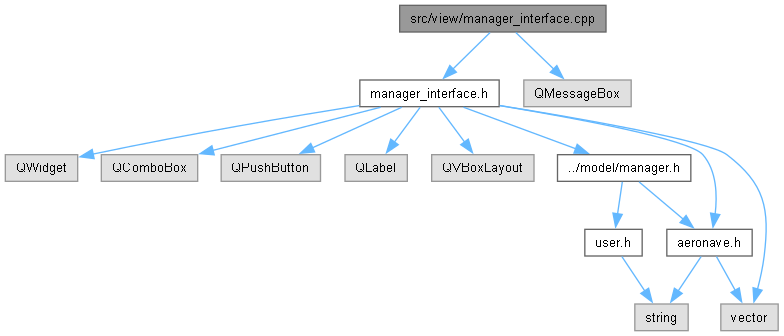 src/view/manager_interface.cpp
manager_interface.h
QMessageBox
QWidget
QComboBox
QPushButton
QLabel
QVBoxLayout
../model/manager.h
user.h
aeronave.h
string
vector